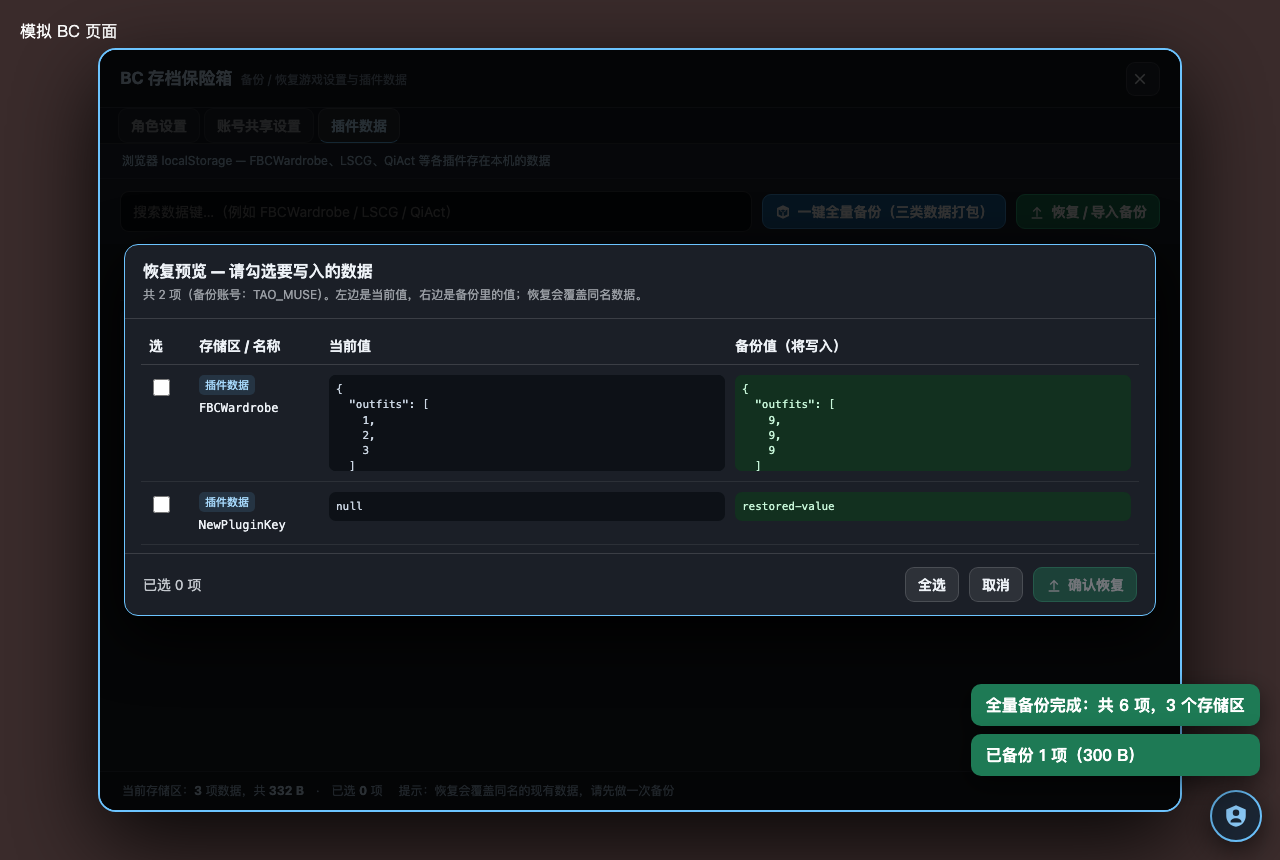 模拟 BC 页面
BC 存档保险箱 备份 / 恢复游戏设置与插件数据
角色设置 账号共享设置 插件数据
浏览器 localStorage — FBCWardrobe、LSCG、QiAct 等各插件存在本机的数据
搜索数据键…（例如 FBCWardrobe / LSCG / QiAct） 一键全量备份（三类数据打包） 恢复 / 导入备份
恢复预览 — 请勾选要写入的数据
共 2 项（备份账号：TAO_MUSE）。左边是当前值，右边是备份里的值；恢复会覆盖同名数据。
选 存储区 / 名称 当前值 备份值（将写入）
插件数据
FBCWardrobe
{
"outfits": [
1,
2,
3
]
{
"outfits": [
9,
9,
9
]
插件数据
NewPluginKey
null
restored-value
已选 0 项 全选 取消 确认恢复
全量备份完成：共 6 项，3 个存储区
已备份 1 项（300 B）
当前存储区：3 项数据，共 332 B · 已选 0 项 提示：恢复会覆盖同名的现有数据，请先做一次备份